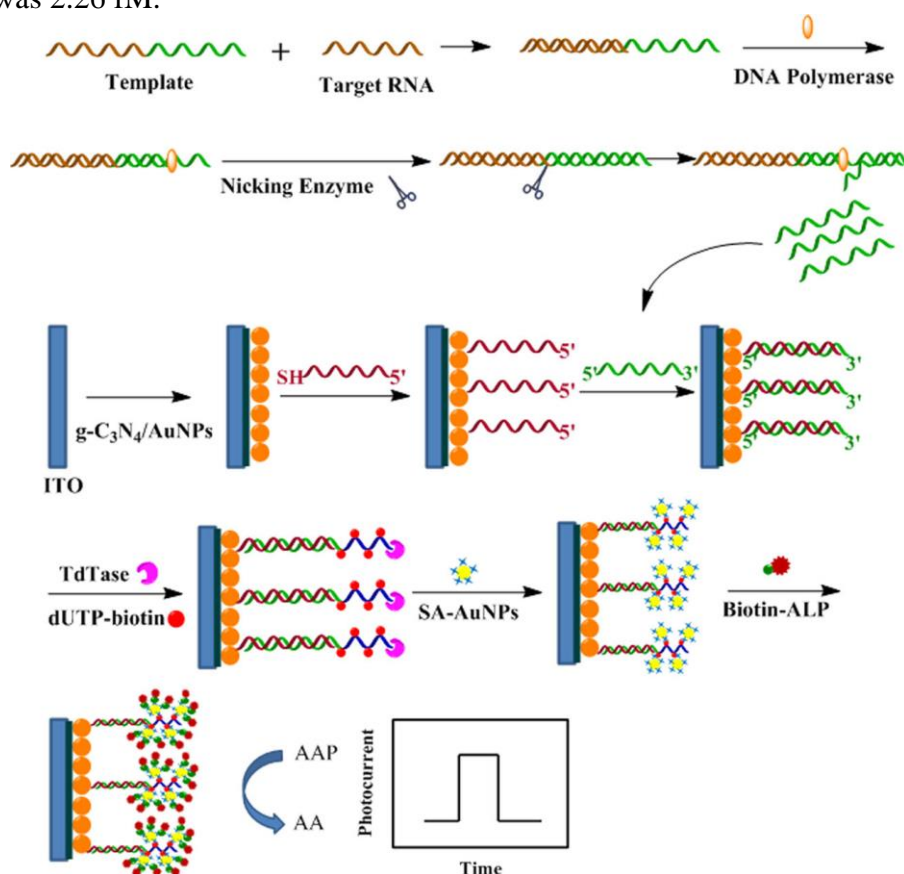 was 2.26 fM.
Template
+
Target RNA
DNA Polymerase
Nicking Enzyme
SH
5'
5'
5'
5'
5'
3'
5'
3'
5'
3'
5'
3'
g-C₃N₄/AuNPs
ITO
TdTase
dUTP-biotin
SA-AuNPs
Biotin-ALP
AAP
AA
Photocurrent
Time